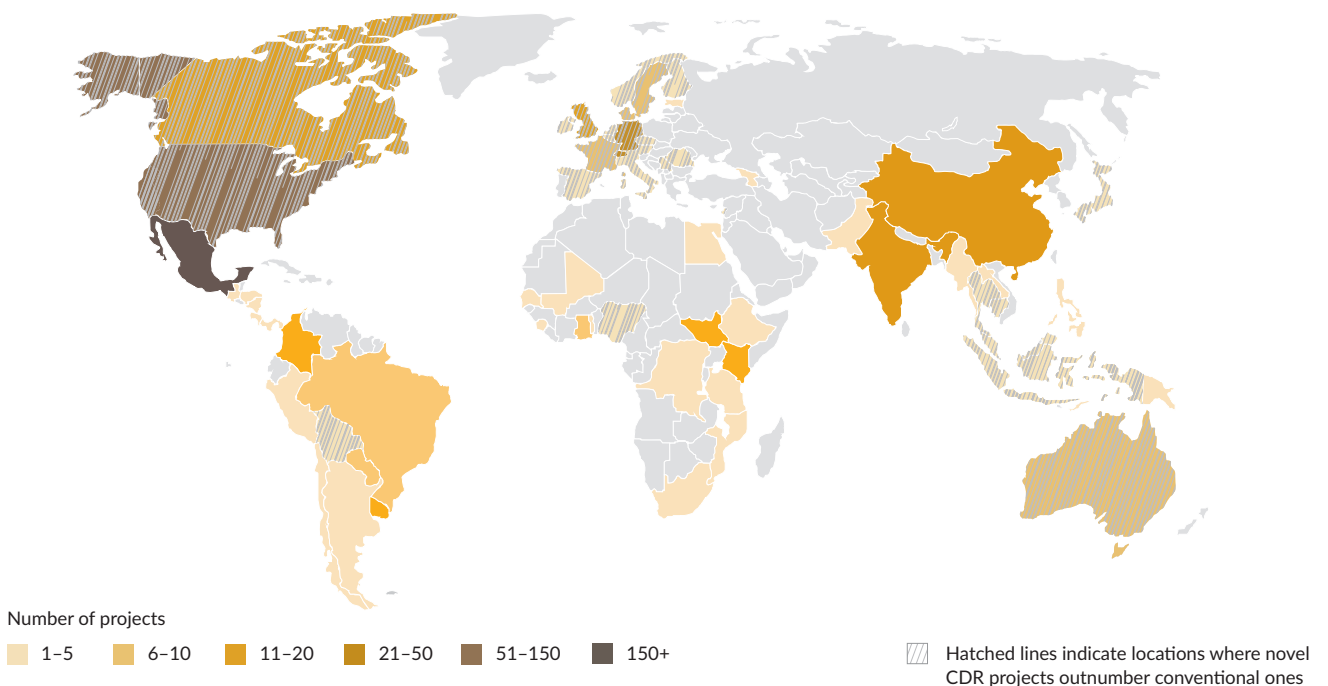 Number of projects
1–5
6–10
11–20
21–50
51–150
150+
Hatched lines indicate locations where novel
CDR projects outnumber conventional ones